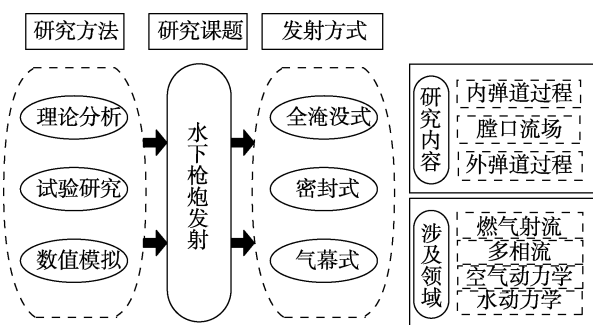 研究方法
研究课题
发射方式
理论分析
试验研究
数值模拟
水下枪炮发射
全淹没式
密封式
气幕式
研究内容
内弹道过程
膛口流场
外弹道过程
涉及领域
燃气射流
多相流
空气动力学
水动力学